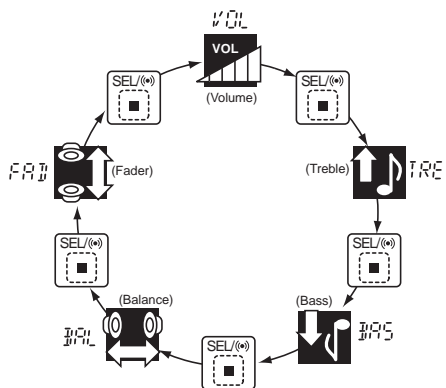 VOL
VOL
(Volume)
SEL/((•))
SEL/((•))
FAD
(Fader)
(Treble)
TRE
SEL/((•))
SEL/((•))
(Balance)
(Bass)
BAL
SEL/((•))
BAS